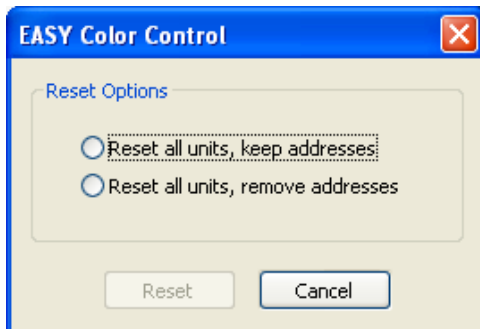 EASY Color Control
Reset Options
Reset all units, keep addresses
Reset all units, remove addresses
Reset Cancel